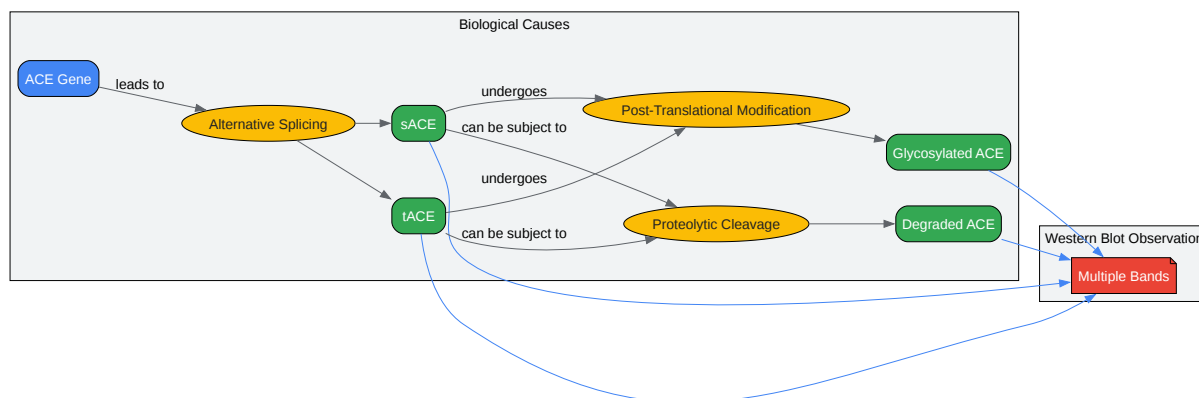 Biological Causes
ACE Gene
leads to
Alternative Splicing
sACE
tACE
undergoes
can be subject to
undergoes
can be subject to
Post-Translational Modification
Proteolytic Cleavage
Glycosylated ACE
Degraded ACE
Western Blot Observation
Multiple Bands